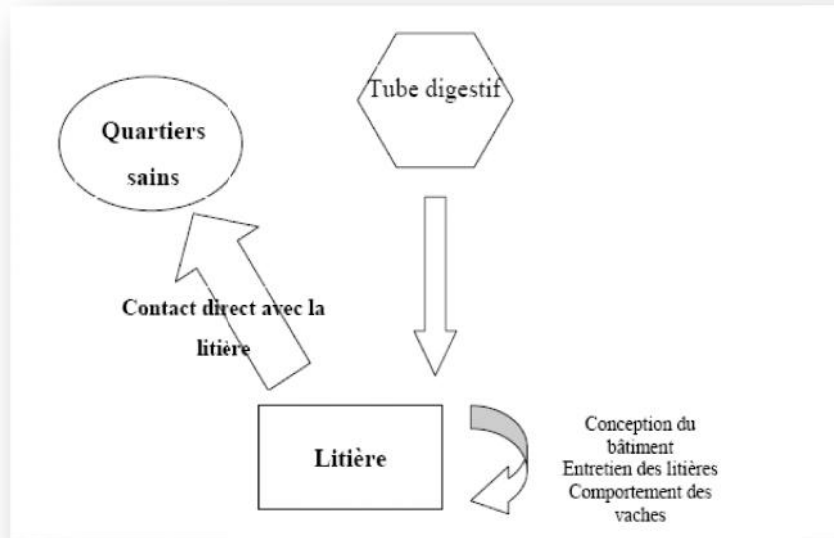 Tube digestif
Quartiers
sains
Contact direct avec la
litière
Litière
Conception du
bâtiment
Entretien des litières
Comportement des
vaches